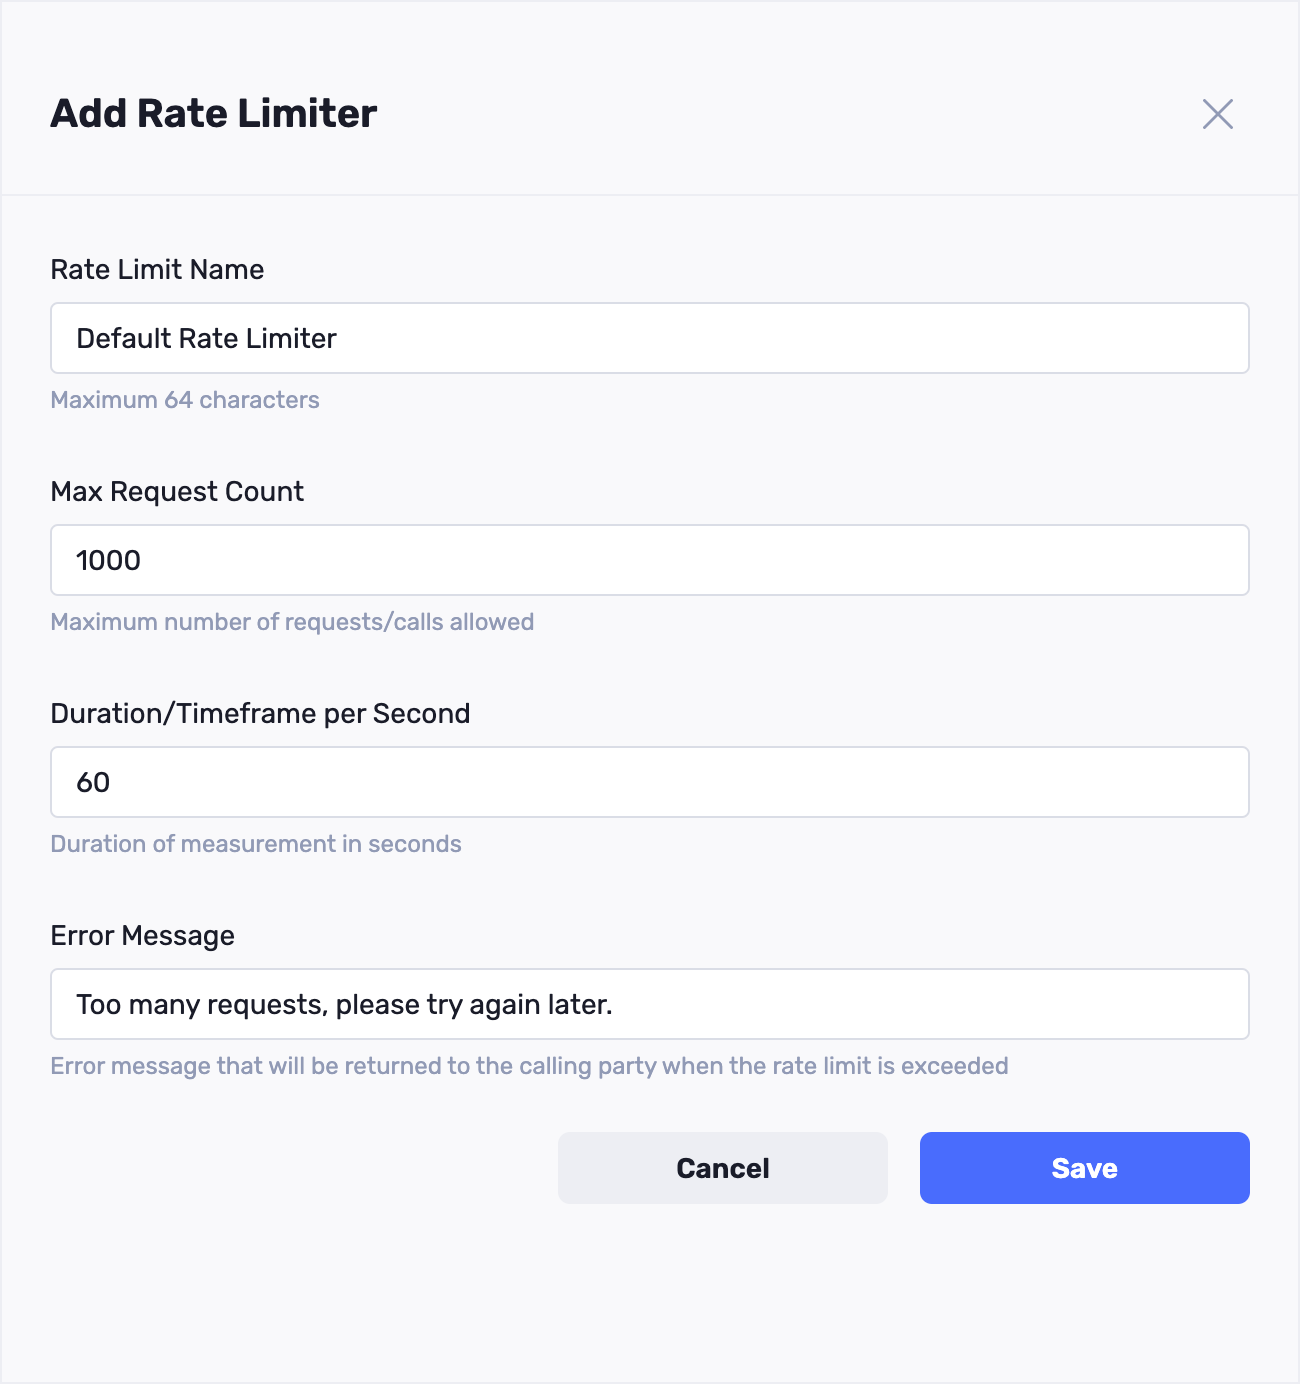 Add Rate Limiter
Rate Limit Name
Default Rate Limiter
Maximum 64 characters
Max Request Count
1000
Maximum number of requests/calls allowed
Duration/Timeframe per Second
60
Duration of measurement in seconds
Error Message
Too many requests, please try again later.
Error message that will be returned to the calling party when the rate limit is exceeded
Cancel
Save